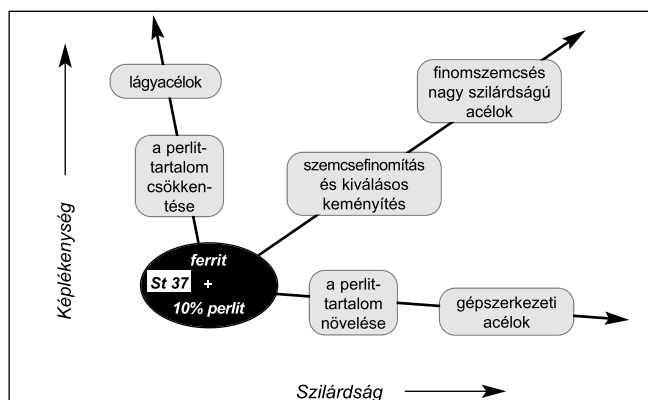 lágyacélok
a perlit-
tartalom
csökken-
tése
finomszemcsés
nagy szilárdságú
acélok
szemcsefinomítás
és kiválásos
keményítés
ferrit
St 37 +
10% perlit
a perlit-
tartalom
növelése
gépszerkezeti
acélok
Képlékenység
Szilárdság